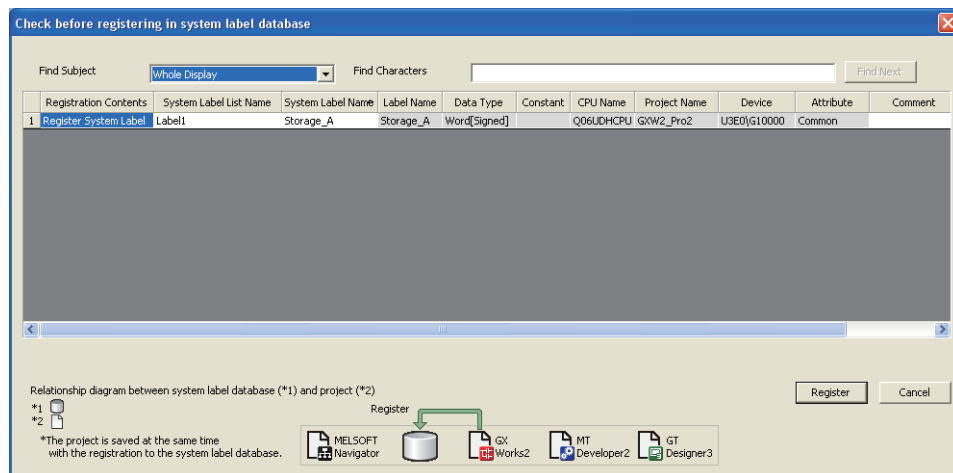 Check before registering in system label database
Find Subject Whole Display Find Characters Find Next
Registration Contents System Label List Name System Label Name Label Name Data Type Constant CPU Name Project Name Device Attribute Comment
1 Register System Label Label1 Storage_A Storage_A Word[Signed] Q06UDHCPU GXW2_Pro2 U3E0\G10000 Common
Relationship diagram between system label database (*1) and project (*2)
*1
*2
*The project is saved at the same time
with the registration to the system label database.
Register
MELSOFT
Navigator
GX
Works2
MT
Developer2
GT
Designer3
Register Cancel